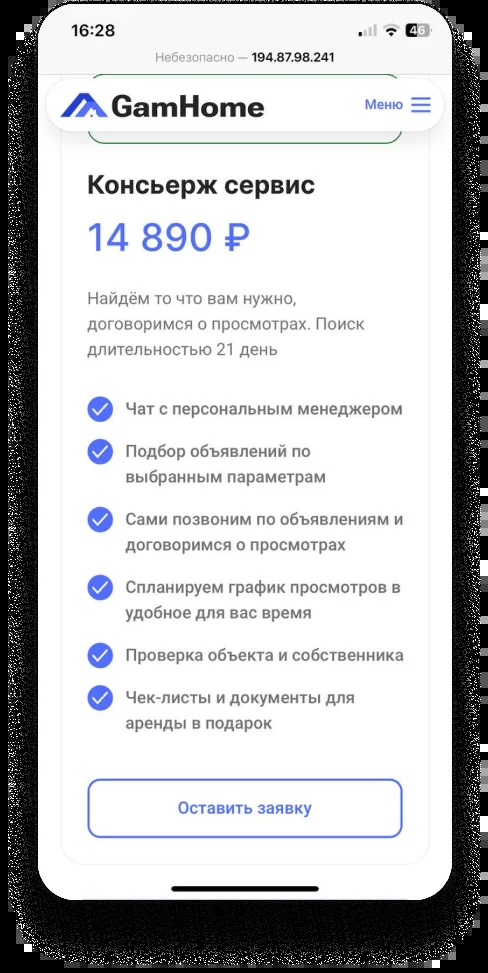 16:28
46
Небезопасно — 194.87.98.241
GamHome
Меню
Консьерж сервис
14 890 ₽
Найдём то что вам нужно,
договоримся о просмотрах. Поиск
длительностью 21 день
Чат с персональным менеджером
Подбор объявлений по
выбранным параметрам
Сами позвоним по объявлениям и
договоримся о просмотрах
Спланируем график просмотров в
удобное для вас время
Проверка объекта и собственника
Чек-листы и документы для
аренды в подарок
Оставить заявку